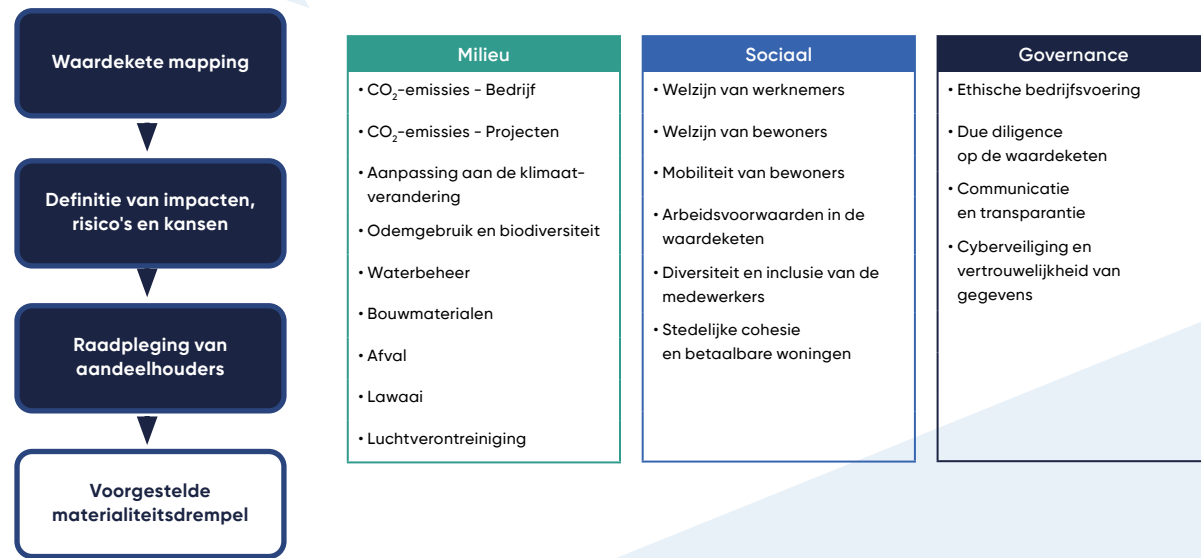 Waardekete mapping
Definitie van impacten,
risico's en kansen
Raadpleging van
aandeelhouders
Voorgestelde
materialiteitsdrempel
Milieu
• CO₂-emissies - Bedrijf
• CO₂-emissies - Projecten
• Aanpassing aan de klimaat-
verandering
• Odemgebruik en biodiversiteit
• Waterbeheer
• Bouwmaterialen
• Afval
• Lawaai
• Luchtverontreiniging
Sociaal
• Welzijn van werknemers
• Welzijn van bewoners
• Mobiliteit van bewoners
• Arbeidsvoorwaarden in de
waardeketen
• Diversiteit en inclusie van de
medewerkers
• Stedelijke cohesie
en betaalbare woningen
Governance
• Ethische bedrijfsvoering
• Due diligence
op de waardeketen
• Communicatie
en transparantie
• Cyberveiliging en
vertrouwelijkheid van
gegevens